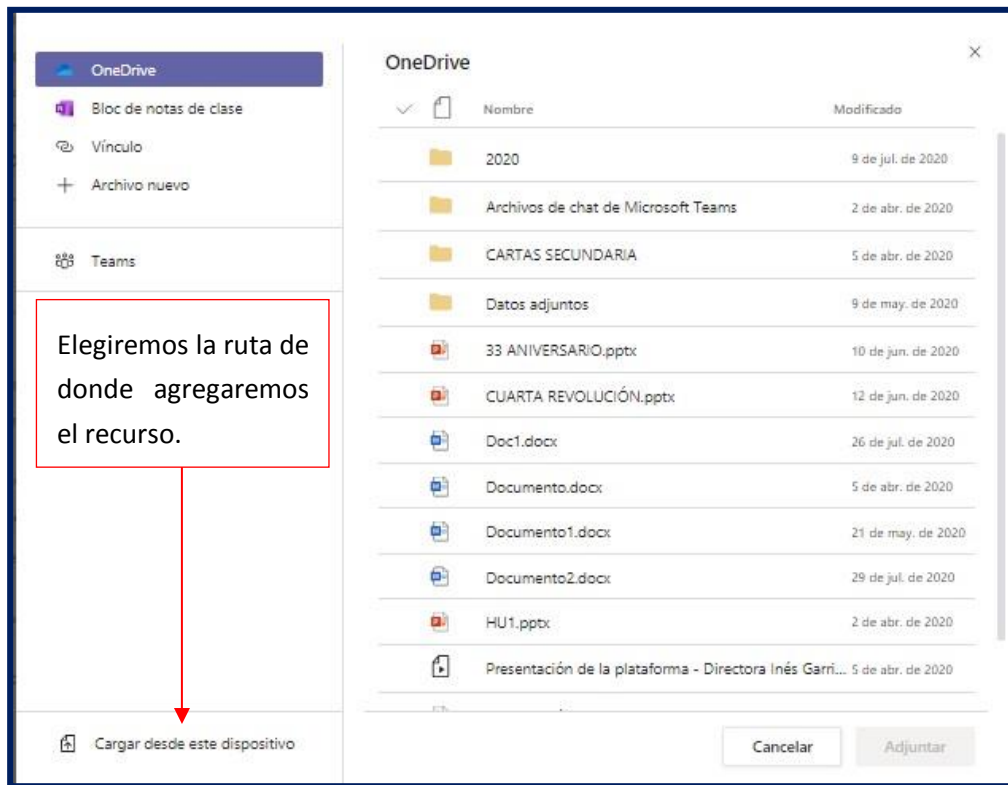 OneDrive
Bloc de notas de clase
Vínculo
Archivo nuevo
Teams
Elegiremos la ruta de
donde agregaremos
el recurso.
Cargar desde este dispositivo
OneDrive
Nombre Modificado
2020 9 de jul. de 2020
Archivos de chat de Microsoft Teams 2 de abr. de 2020
CARTAS SECUNDARIA 5 de abr. de 2020
Datos adjuntos 9 de may. de 2020
33 ANIVERSARIO.pptx 10 de jun. de 2020
CUARTA REVOLUCIÓN.pptx 12 de jun. de 2020
Doc1.docx 26 de jul. de 2020
Documento.docx 5 de abr. de 2020
Documento1.docx 21 de may. de 2020
Documento2.docx 29 de jul. de 2020
HU1.pptx 2 de abr. de 2020
Presentación de la plataforma - Directora Inés Garri... 5 de abr. de 2020
Cancelar Adjuntar